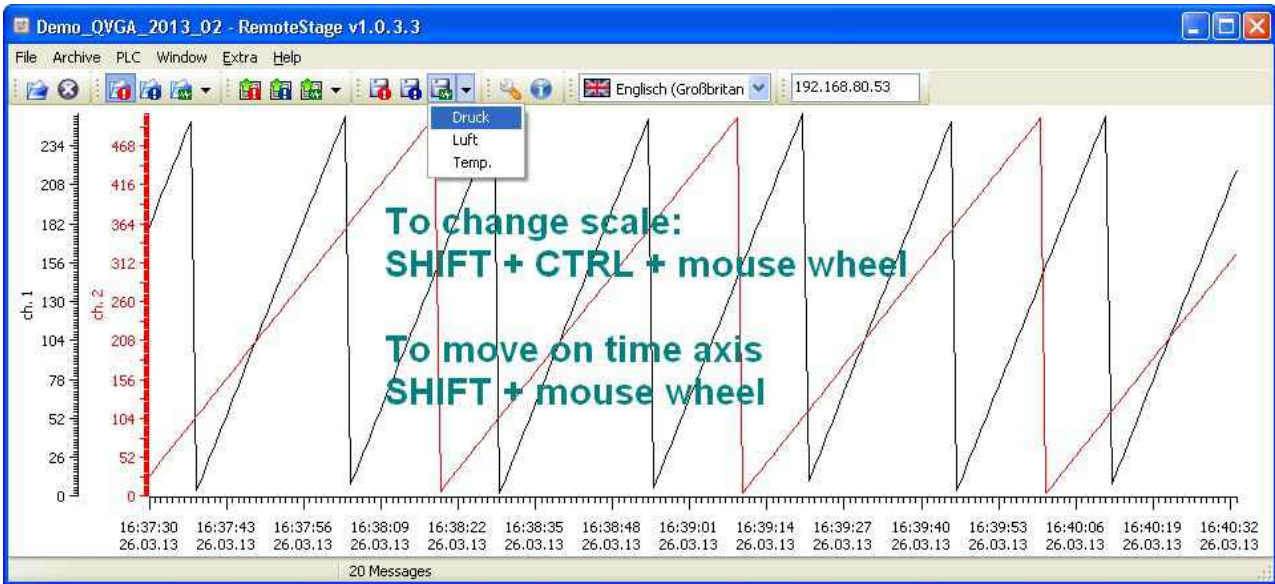 Demo_QVGA_2013_02 - RemoteStage v1.0.3.3
File Archive PLC Window Extra Help
Englisch (Großbritan
192.168.80.53
Druck
Luft
Temp.
234 468
208 416
182 364
156 312
130 260
104 208
78 156
52 104
26 52
0 0
ch. 1
ch. 2
To change scale:
SHIFT + CTRL + mouse wheel
To move on time axis
SHIFT + mouse wheel
16:37:30 16:37:43 16:37:56 16:38:09 16:38:22 16:38:35 16:38:48 16:39:01 16:39:14 16:39:27 16:39:40 16:39:53 16:40:06 16:40:19 16:40:32
26.03.13 26.03.13 26.03.13 26.03.13 26.03.13 26.03.13 26.03.13 26.03.13 26.03.13 26.03.13 26.03.13 26.03.13 26.03.13 26.03.13 26.03.13
20 Messages